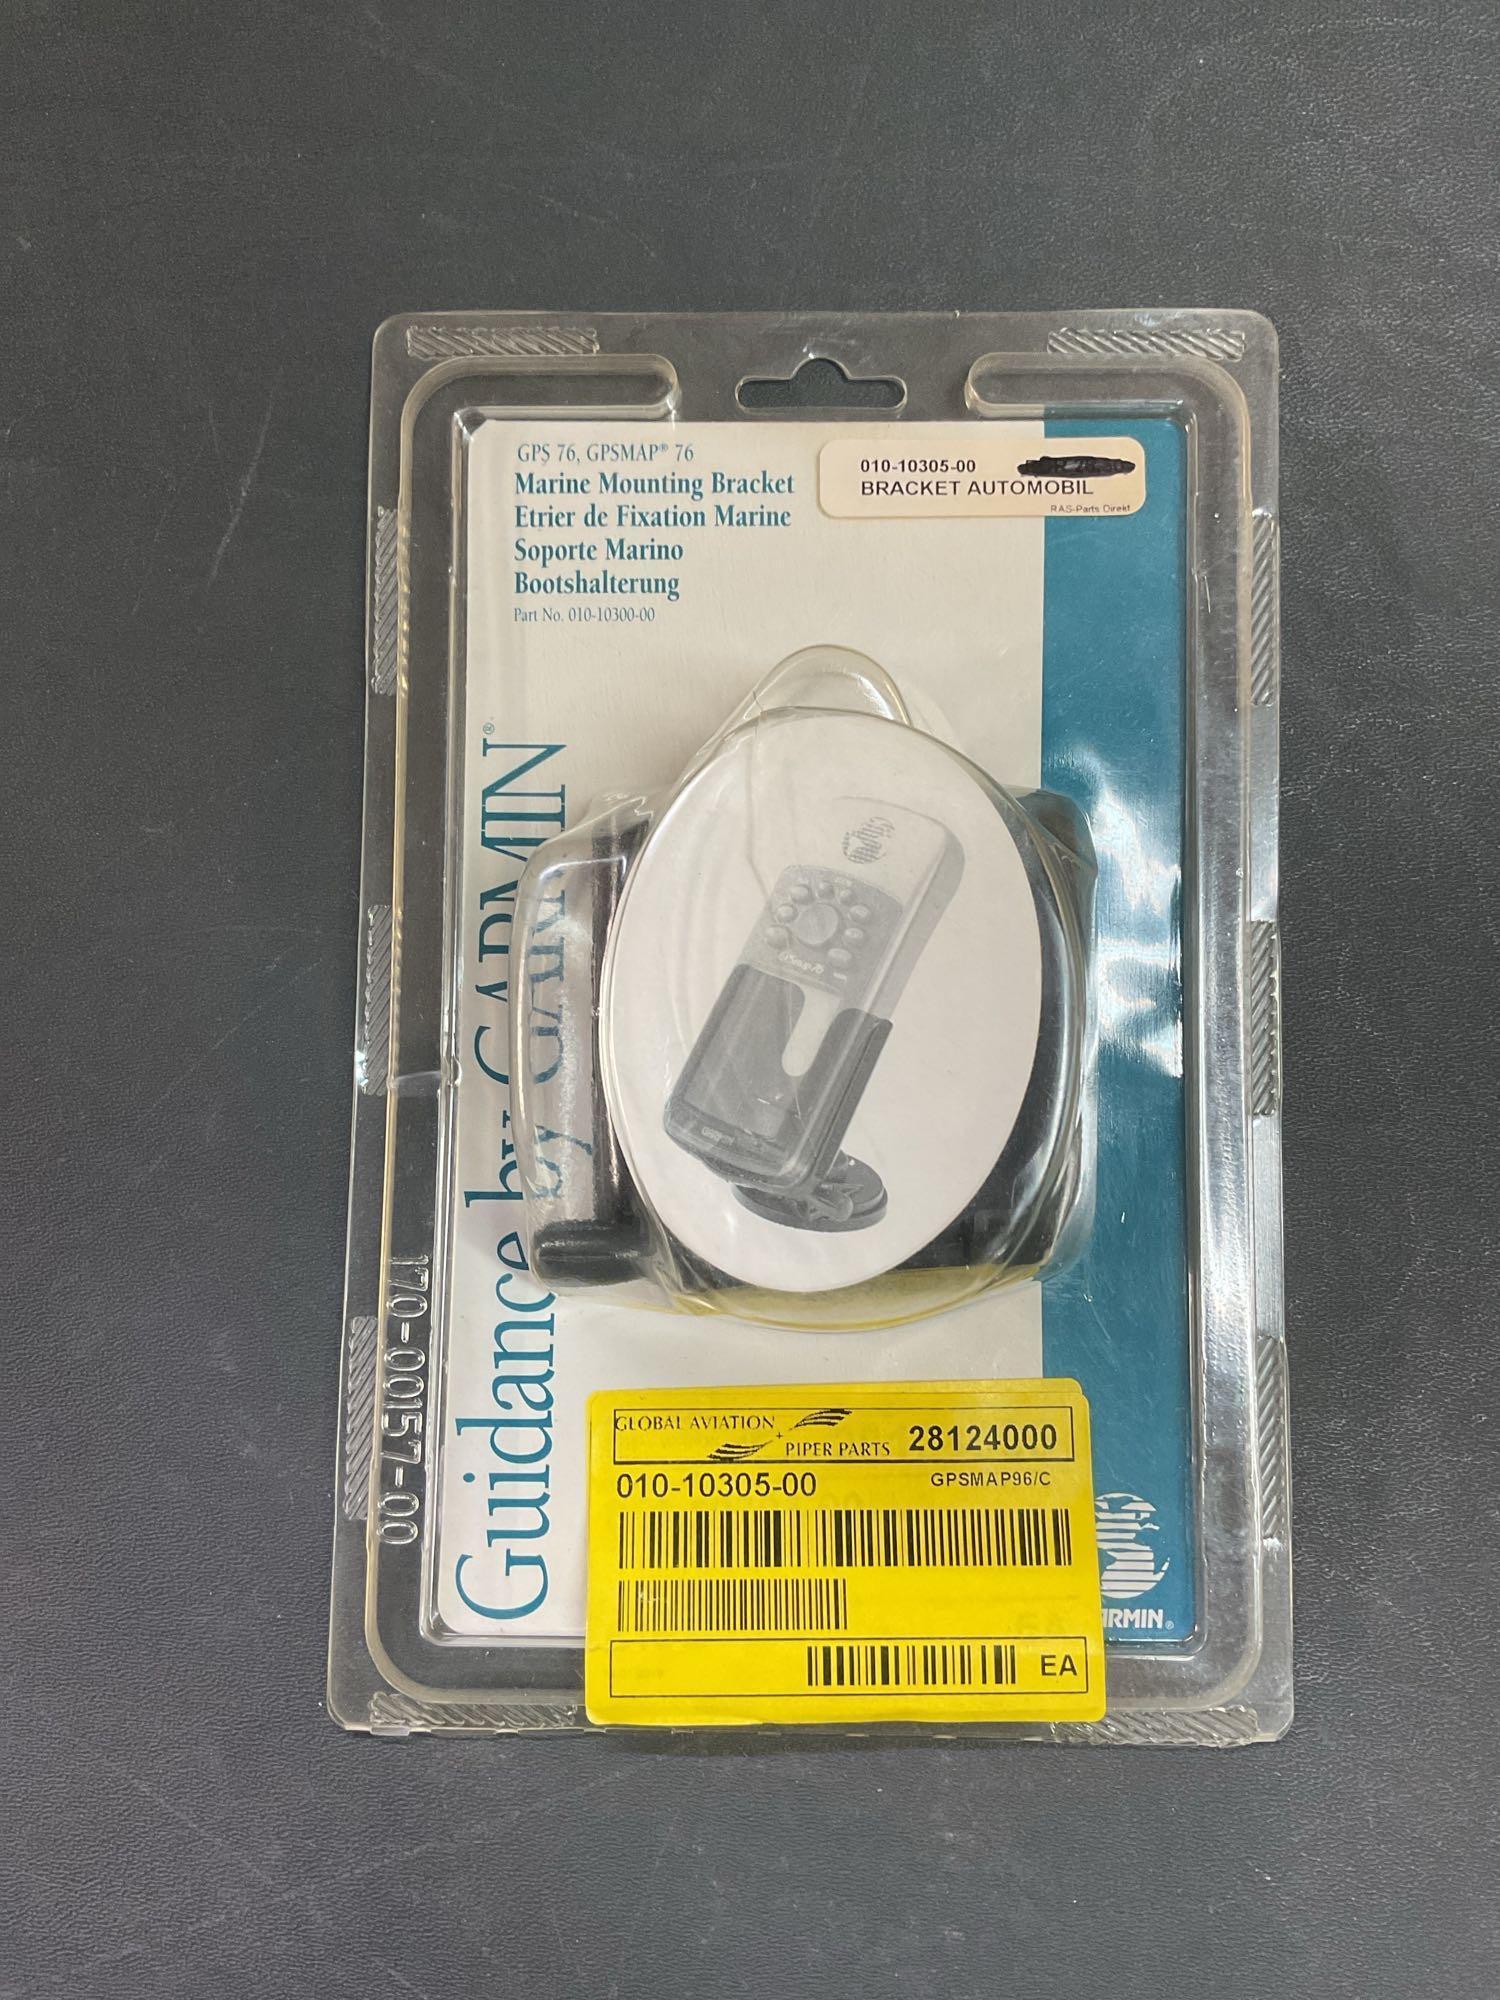 GPS 76, GPSMAP® 76
Marine Mounting Bracket
Etrier de Fixation Marine
Soporte Marino
Bootshalterung
Part No. 010-10300-00
010-10305-00
BRACKET AUTOMOBIL
RAS-Parts Direkt
Guidance by GARMIN®
170-00157-00
GLOBAL AVIATION
+
PIPER PARTS
28124000
010-10305-00
GPSMAP96/C
EA
ARMIN®